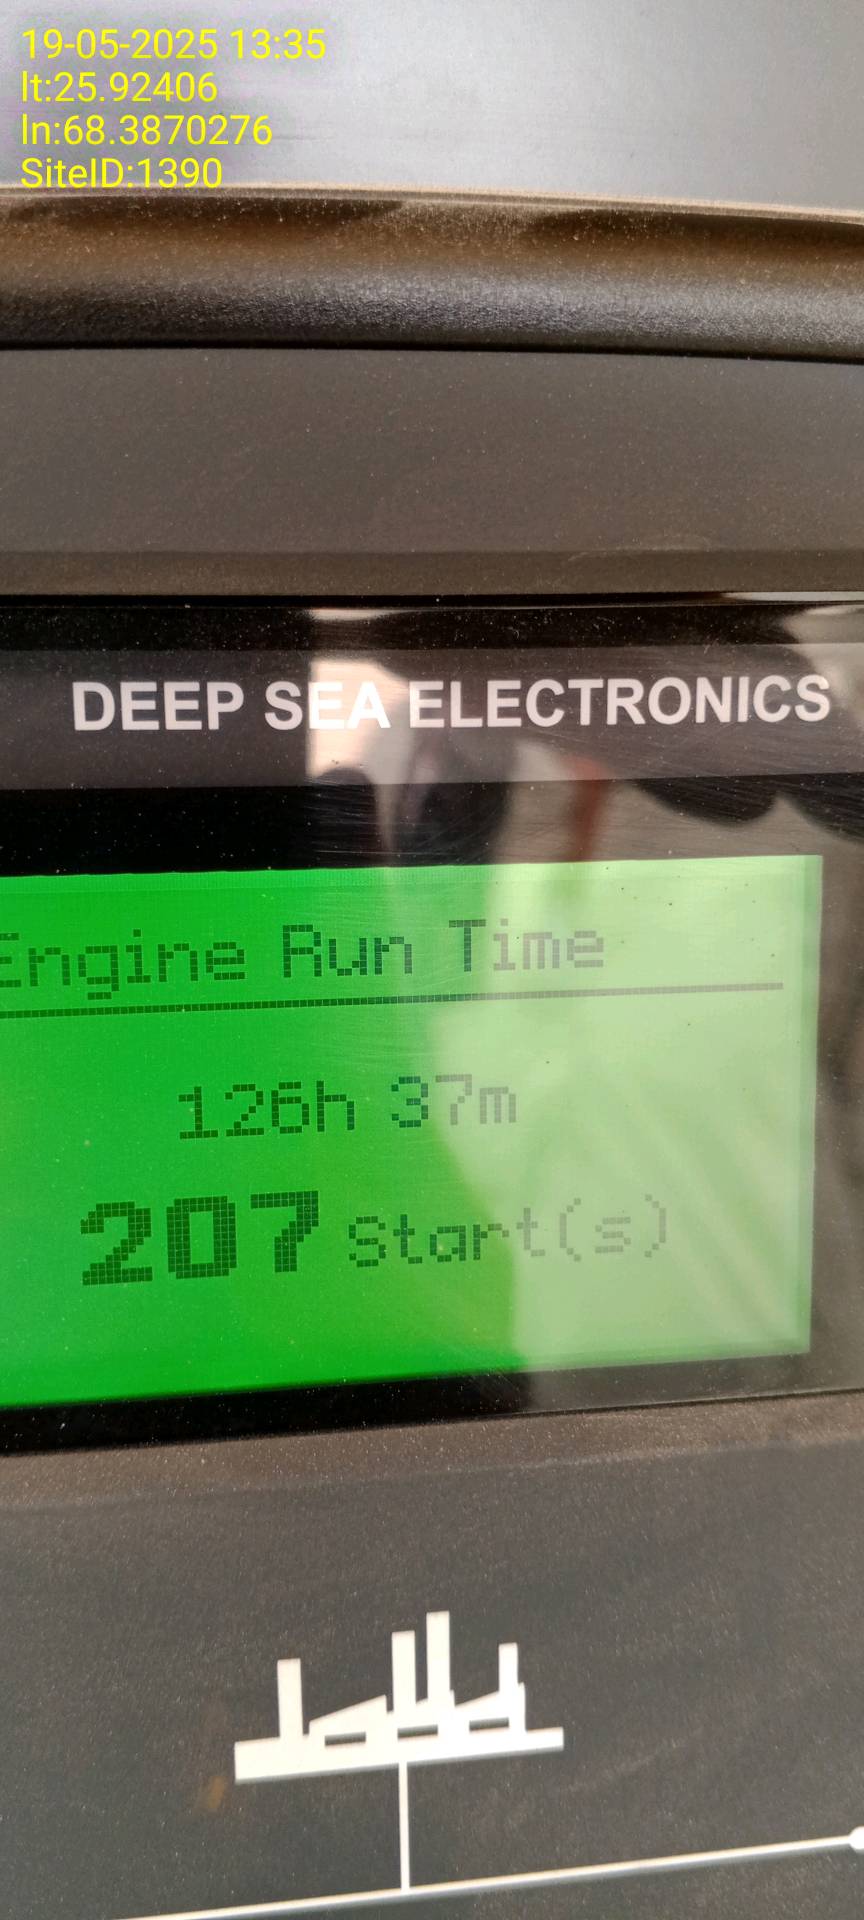 19-05-2025 13:35
lt:25.92406
ln:68.3870276
SiteID:1390
DEEP SEA ELECTRONICS
Engine Run Time
126h 37m
207 Start(s)